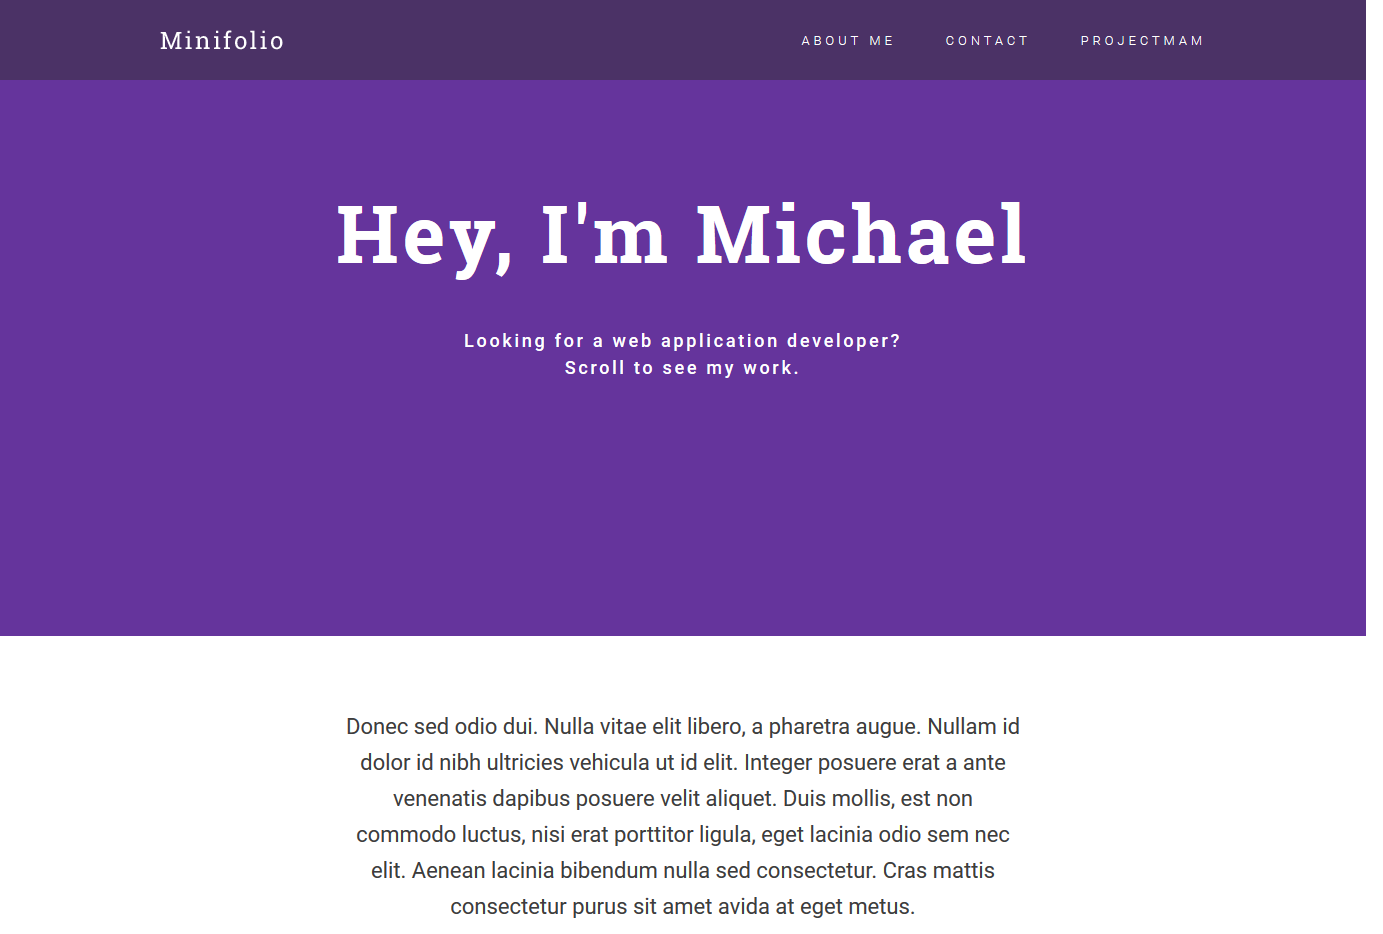 Minifolio
ABOUT ME CONTACT PROJECTMAM
Hey, I'm Michael
Looking for a web application developer?
Scroll to see my work.
Donec sed odio dui. Nulla vitae elit libero, a pharetra augue. Nullam id
dolor id nibh ultricies vehicula ut id elit. Integer posuere erat a ante
venenatis dapibus posuere velit aliquet. Duis mollis, est non
commodo luctus, nisi erat porttitor ligula, eget lacinia odio sem nec
elit. Aenean lacinia bibendum nulla sed consectetur. Cras mattis
consectetur purus sit amet avida at eget metus.